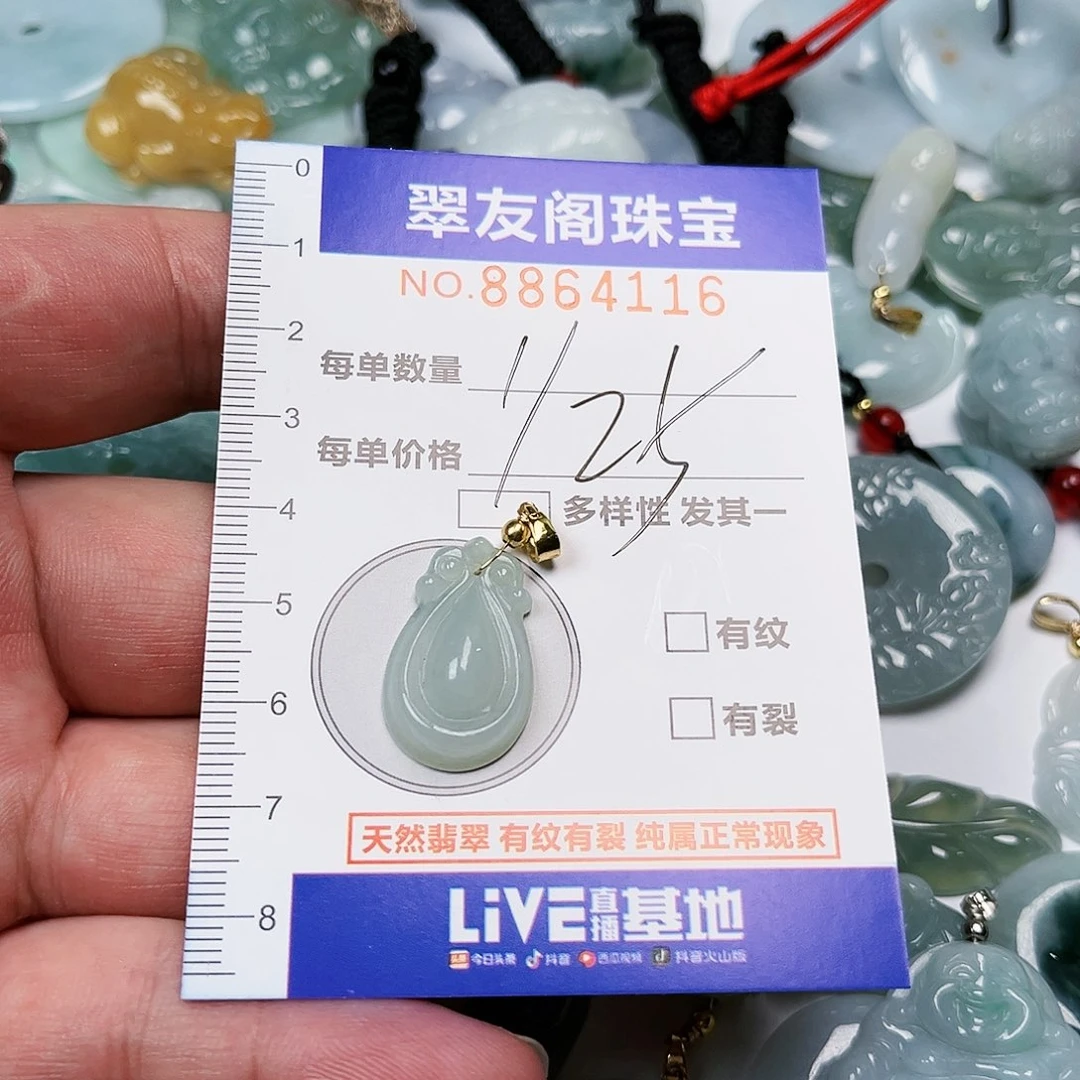 翠友阁珠宝
NO.8864116
每单数量 1/
每单价格 125
多样性 发其一
有纹
有裂
天然翡翠 有纹有裂 纯属正常现象
LiVE直播基地
头条 今日头条 抖音 西瓜视频 抖音火山版
0
1
2
3
4
5
6
7
8